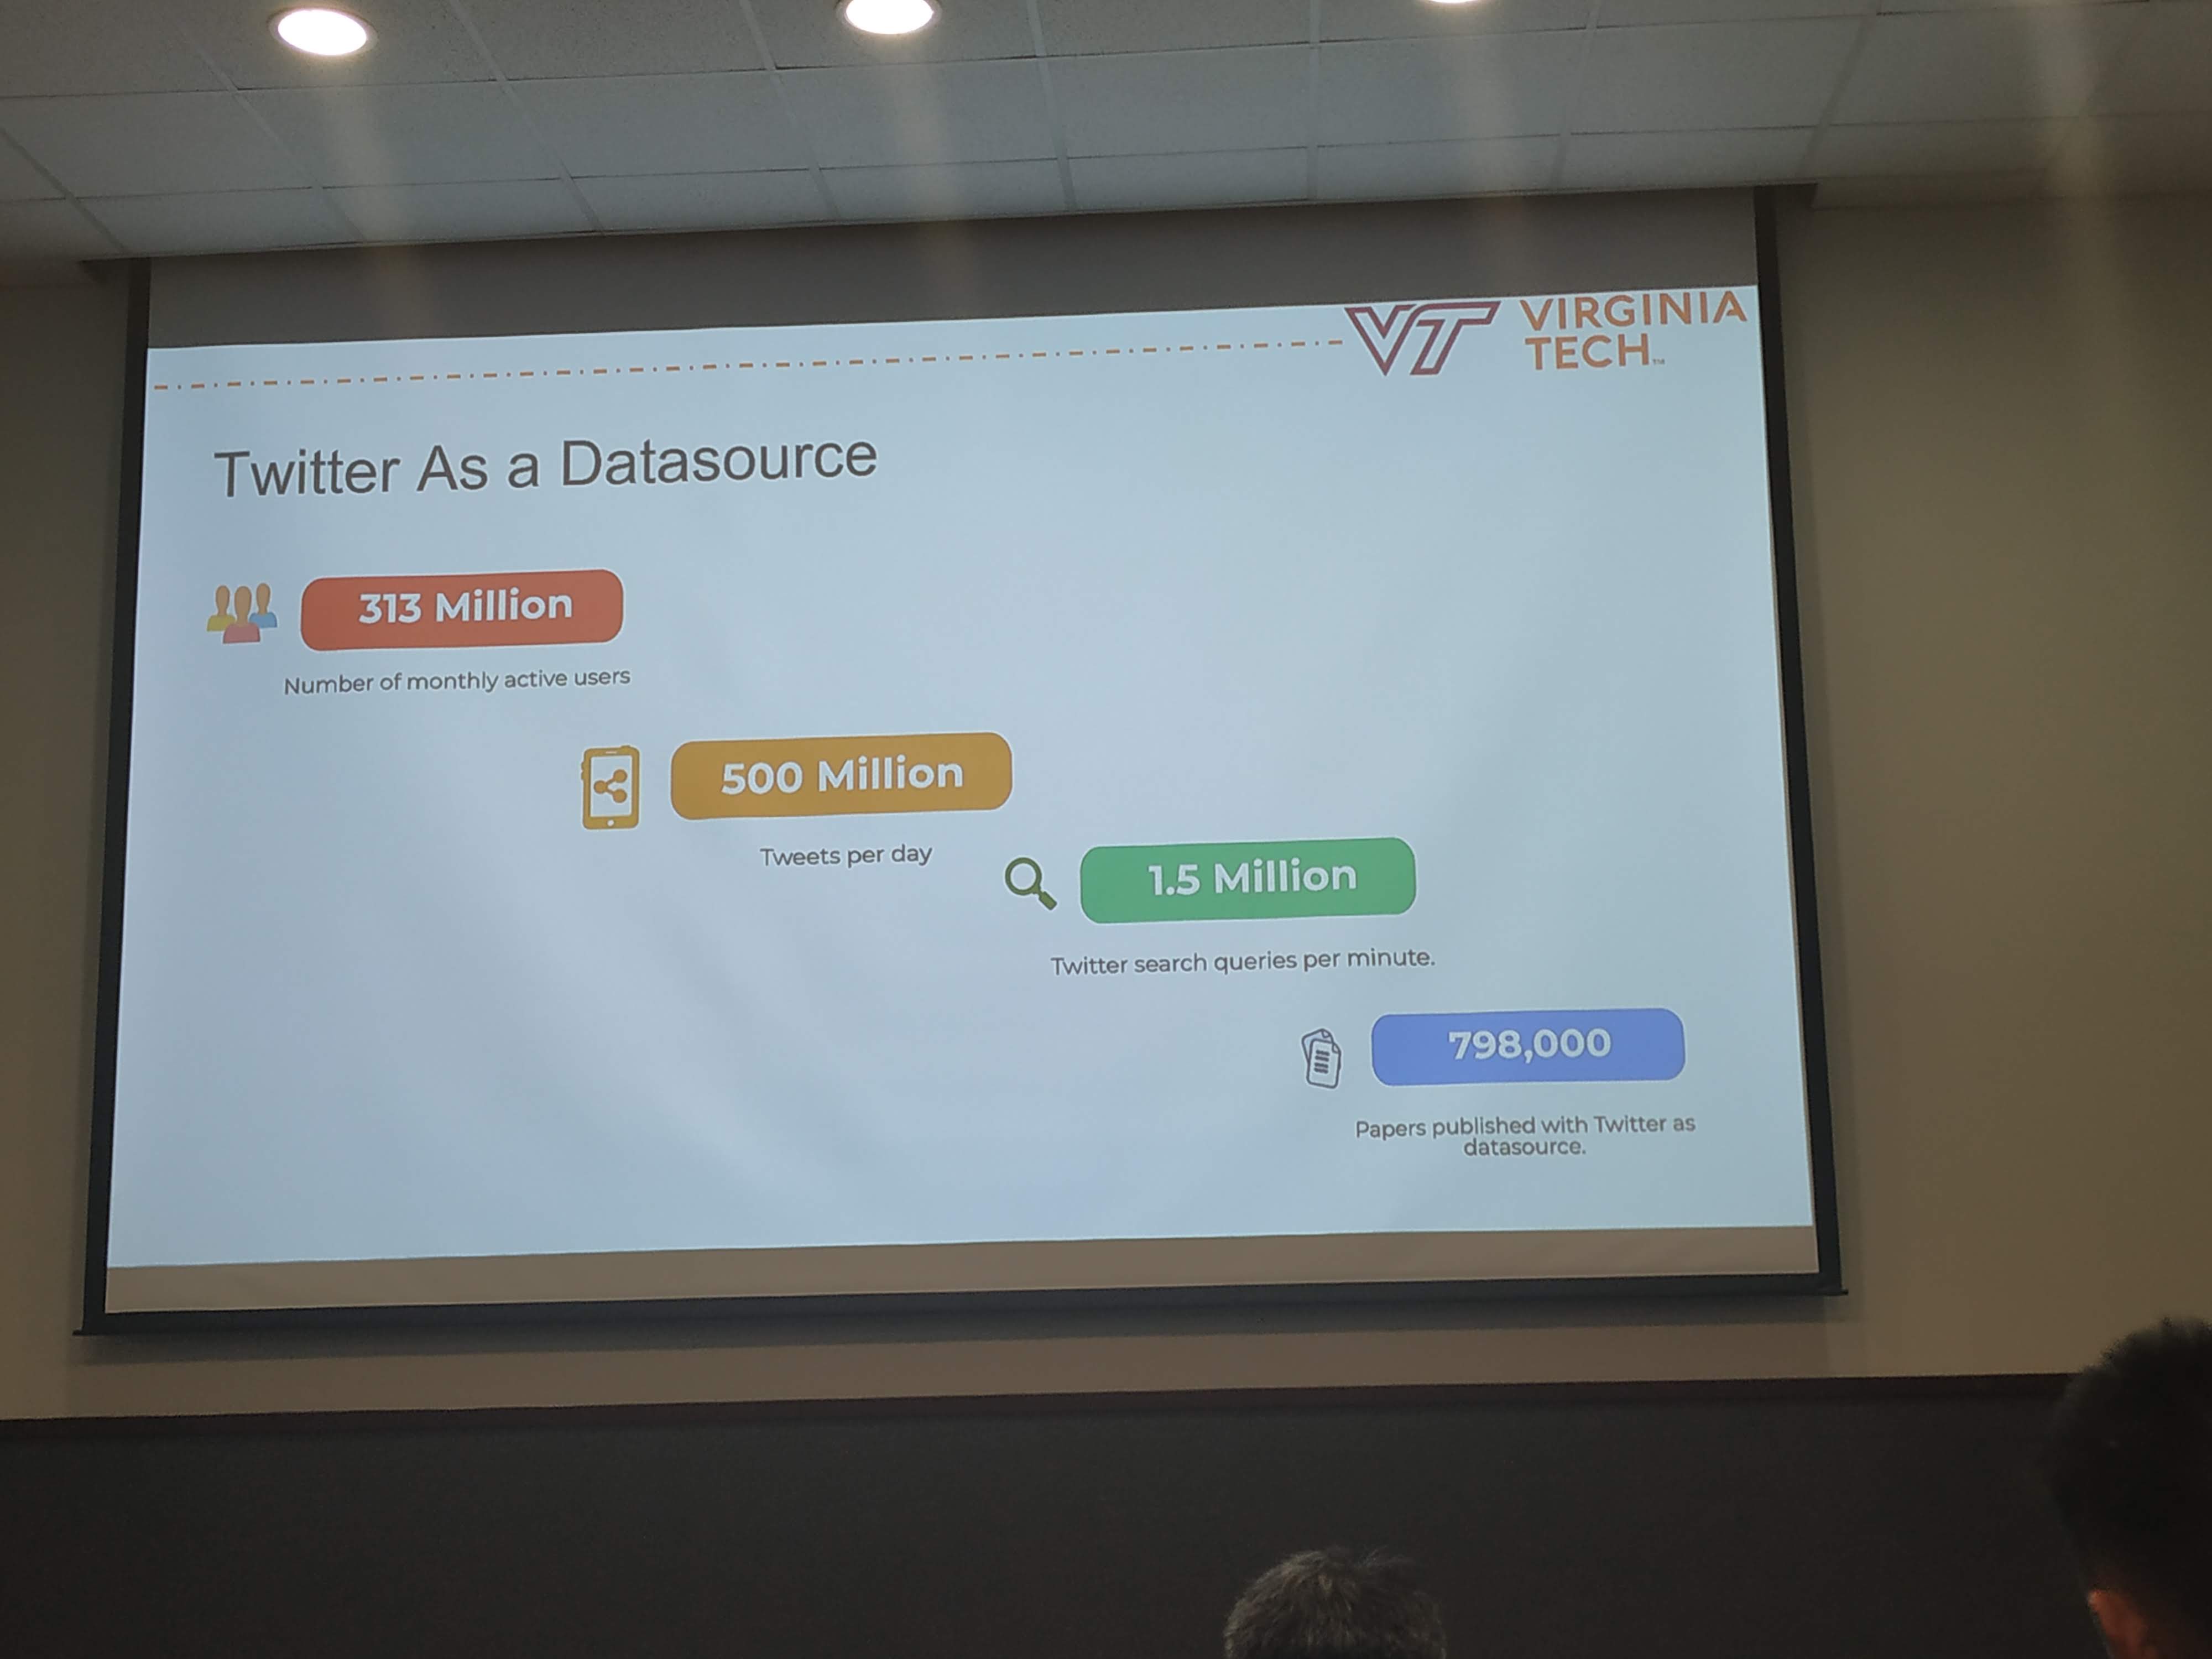 VT VIRGINIA
TECH™
Twitter As a Datasource
313 Million
Number of monthly active users
500 Million
Tweets per day
1.5 Million
Twitter search queries per minute.
798,000
Papers published with Twitter as
datasource.